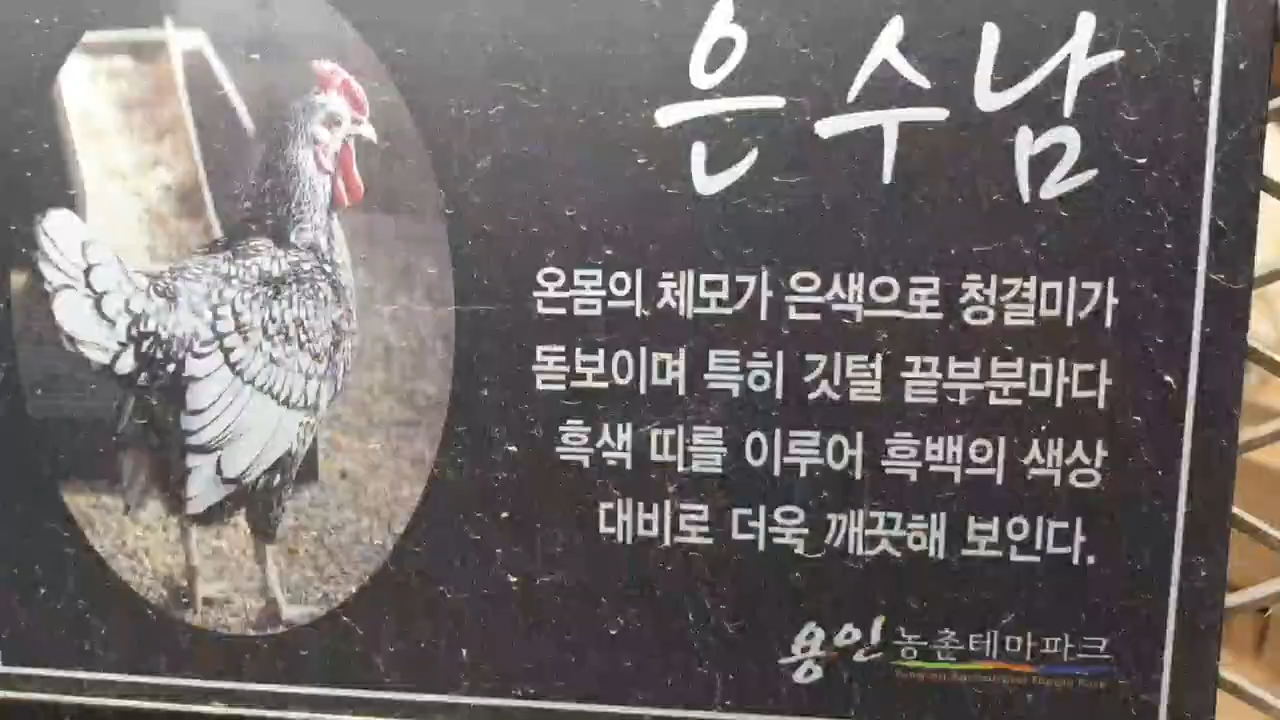 은수남
온몸의 체모가 은색으로 청결미가
돋보이며 특히 깃털 끝부분마다
흑색 띠를 이루어 흑백의 색상
대비로 더욱 깨끗해 보인다.
용인 농촌테마파크